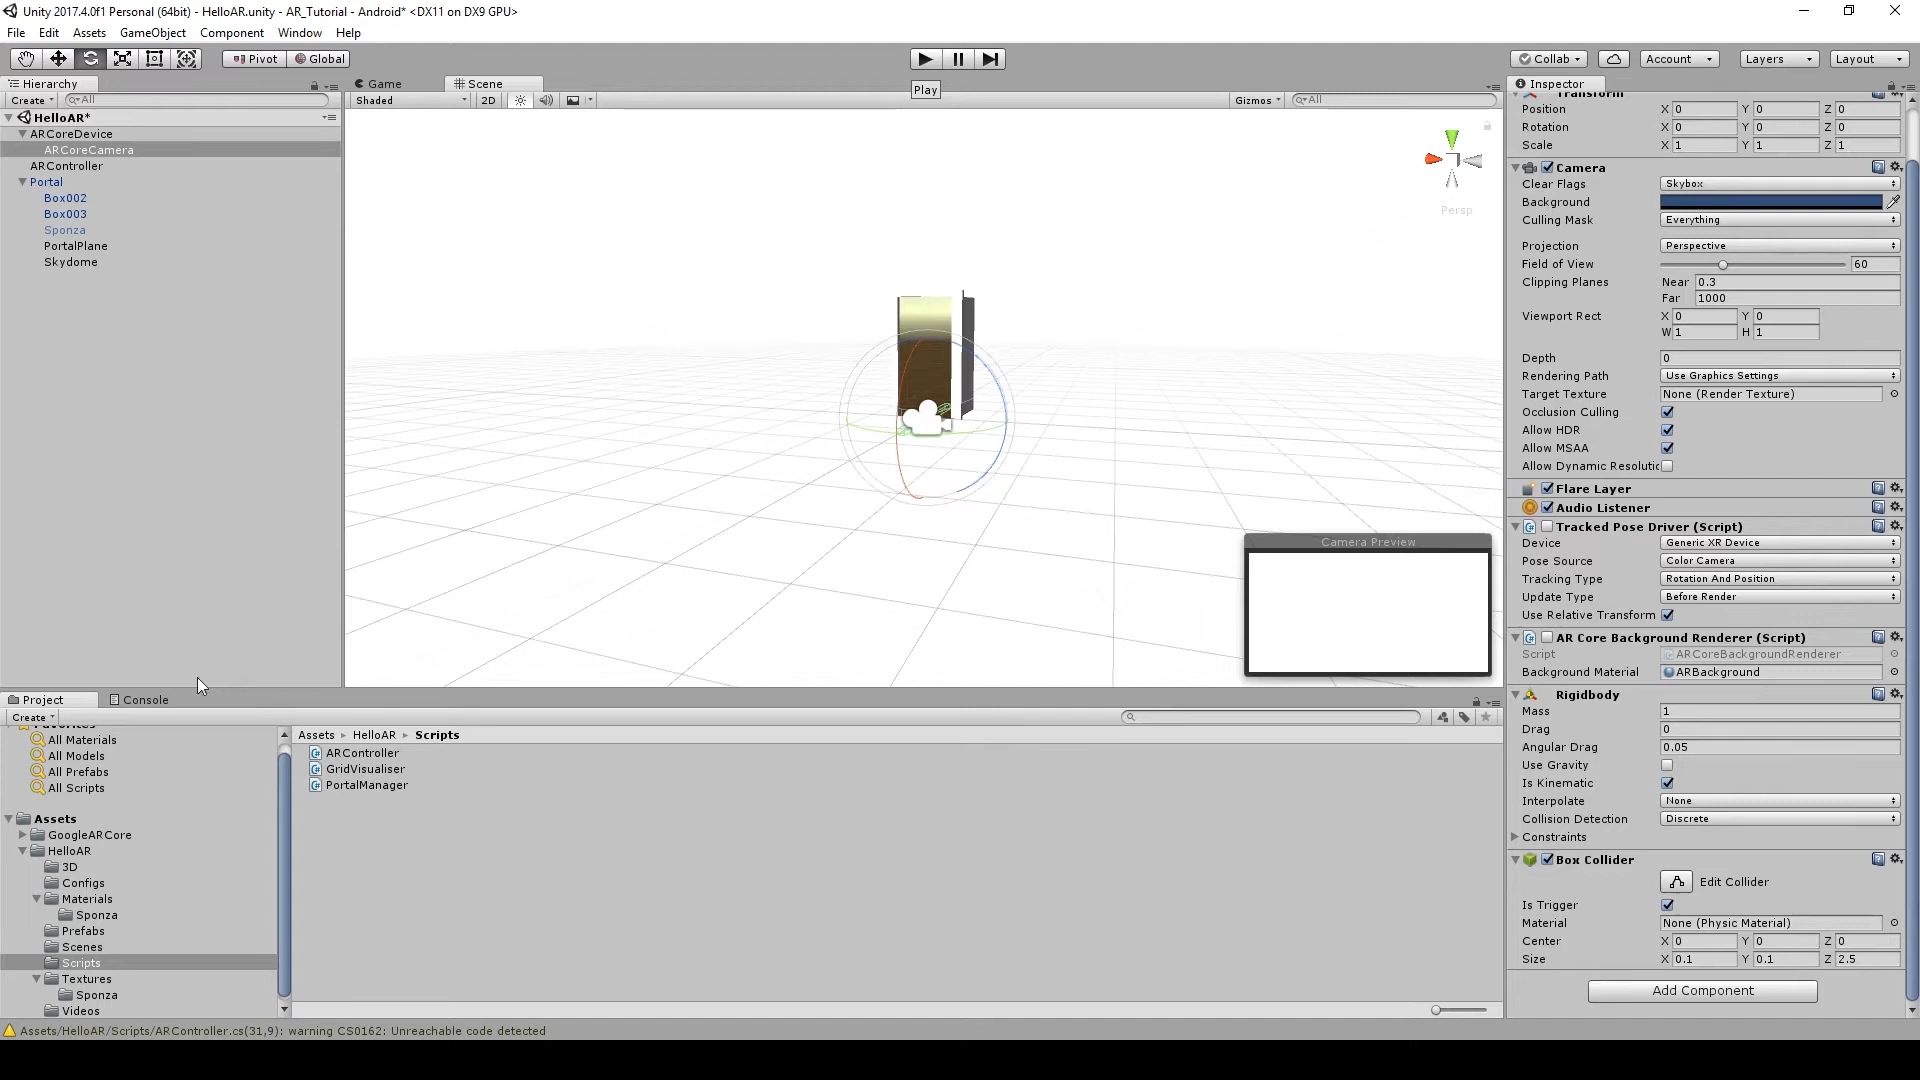 Unity 2017.4.0f1 Personal (64bit) - HelloAR.unity - AR_Tutorial - Android* <DX11 on DX9 GPU>
File Edit Assets GameObject Component Window Help
Pivot Global Collab Account Layers Layout
Play
Hierarchy
Create All
HelloAR*
ARCoreDevice
ARCoreCamera
ARController
Portal
Box002
Box003
Sponza
PortalPlane
Skydome
Game Scene
Shaded 2D Gizmos All
Persp
Camera Preview
Inspector
Transform
Position X 0 Y 0 Z 0
Rotation X 0 Y 0 Z 0
Scale X 1 Y 1 Z 1
Camera
Clear Flags Skybox
Background
Culling Mask Everything
Projection Perspective
Field of View 60
Clipping Planes Near 0.3
Far 1000
Viewport Rect X 0 Y 0
W 1 H 1
Depth 0
Rendering Path Use Graphics Settings
Target Texture None (Render Texture)
Occlusion Culling
Allow HDR
Allow MSAA
Allow Dynamic Resolutic
Flare Layer
Audio Listener
Tracked Pose Driver (Script)
Device Generic XR Device
Pose Source Color Camera
Tracking Type Rotation And Position
Update Type Before Render
Use Relative Transform
AR Core Background Renderer (Script)
Script ARCoreBackgroundRenderer
Background Material ARBackground
Rigidbody
Mass 1
Drag 0
Angular Drag 0.05
Use Gravity
Is Kinematic
Interpolate None
Collision Detection Discrete
Constraints
Box Collider
Edit Collider
Is Trigger
Material None (Physic Material)
Center X 0 Y 0 Z 0
Size X 0.1 Y 0.1 Z 2.5
Add Component
Project Console
Create
Favorites
All Materials
All Models
All Prefabs
All Scripts
Assets
GoogleARCore
HelloAR
3D
Configs
Materials
Sponza
Prefabs
Scenes
Scripts
Textures
Sponza
Videos
Assets HelloAR Scripts
ARController
GridVisualiser
PortalManager
Assets/HelloAR/Scripts/ARController.cs(31,9): warning CS0162: Unreachable code detected